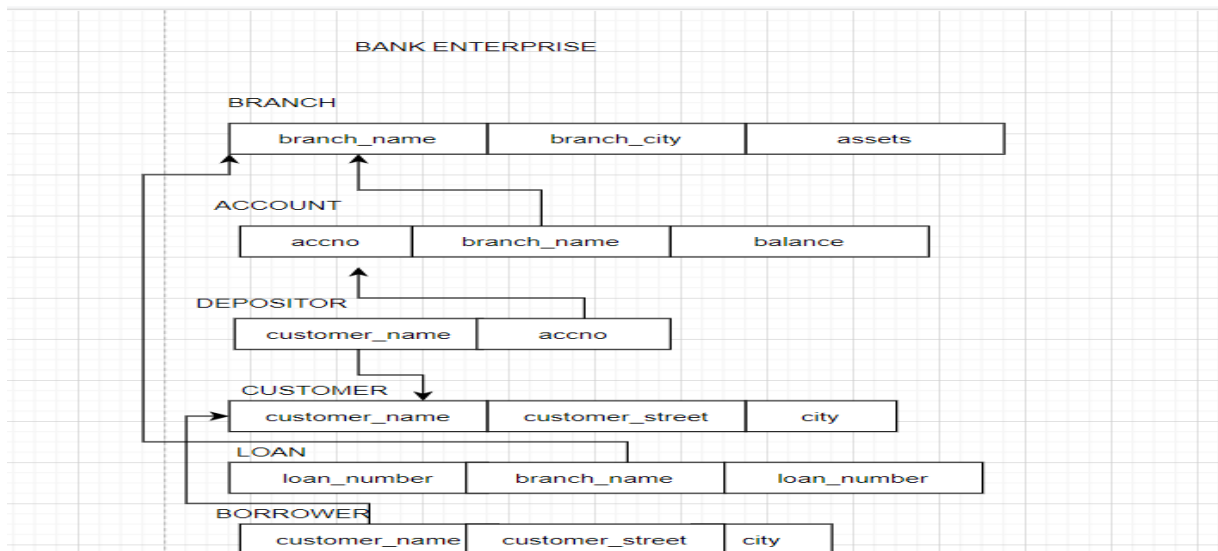 BANK ENTERPRISE
BRANCH
branch_name branch_city assets
ACCOUNT
accno branch_name balance
DEPOSITOR
customer_name accno
CUSTOMER
customer_name customer_street city
LOAN
loan_number branch_name loan_number
BORROWER
customer_name customer_street city